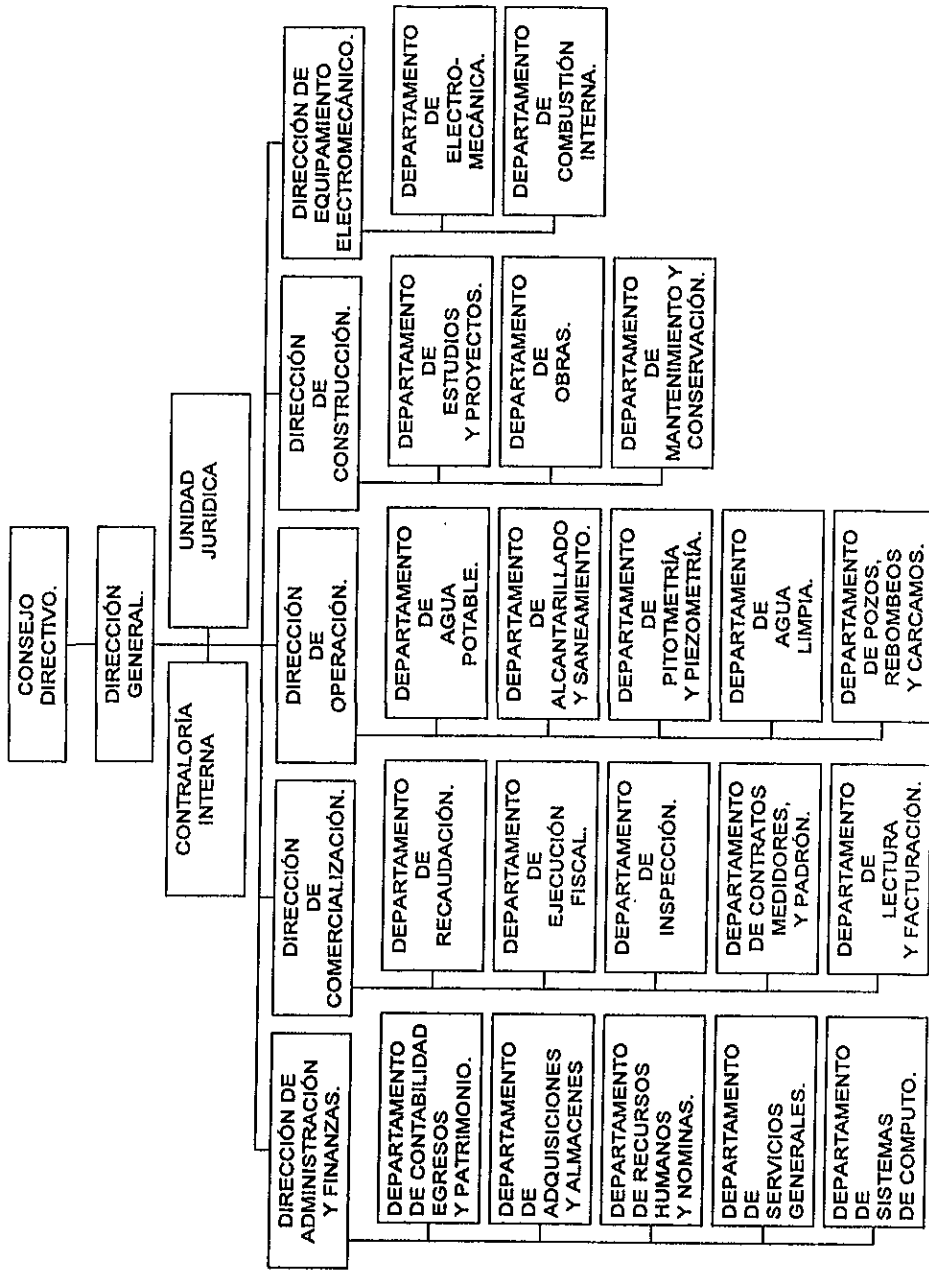 CONSEJO
DIRECTIVO.
DIRECCIÓN
GENERAL.
CONTRALORÍA
INTERNA
UNIDAD
JURIDICA
DIRECCIÓN DE
ADMINISTRACIÓN
Y FINANZAS.
DEPARTAMENTO
DE CONTABILIDAD
EGRESOS
Y PATRIMONIO.
DEPARTAMENTO
DE
ADQUISICIONES
Y ALMACENES
DEPARTAMENTO
DE RECURSOS
HUMANOS
Y NOMINAS.
DEPARTAMENTO
DE
SERVICIOS
GENERALES.
DEPARTAMENTO
DE
SISTEMAS
DE COMPUTO.
DIRECCIÓN
DE
COMERCIALIZACIÓN.
DEPARTAMENTO
DE
RECAUDACIÓN.
DEPARTAMENTO
DE
EJECUCIÓN
FISCAL.
DEPARTAMENTO
DE
INSPECCIÓN.
DEPARTAMENTO
DE CONTRATOS
MEDIDORES,
Y PADRÓN.
DEPARTAMENTO
DE
LECTURA
Y FACTURACIÓN.
DIRECCIÓN
DE
OPERACIÓN.
DEPARTAMENTO
DE
AGUA
POTABLE.
DEPARTAMENTO
DE
ALCANTARILLADO
Y SANEAMIENTO.
DEPARTAMENTO
DE
PITOTMETRÍA
Y PIEZOMETRÍA.
DEPARTAMENTO
DE
AGUA
LIMPIA.
DEPARTAMENTO
DE POZOS,
REBOMBEOS
Y CARCAMOS.
DIRECCIÓN
DE
CONSTRUCCIÓN.
DEPARTAMENTO
DE
ESTUDIOS
Y PROYECTOS.
DEPARTAMENTO
DE
OBRAS.
DEPARTAMENTO
DE
MANTENIMIENTO Y
CONSERVACIÓN.
DIRECCIÓN DE
EQUIPAMIENTO
ELECTROMECÁNICO.
DEPARTAMENTO
DE
ELECTRO-
MECÁNICA.
DEPARTAMENTO
DE
COMBUSTIÓN
INTERNA.